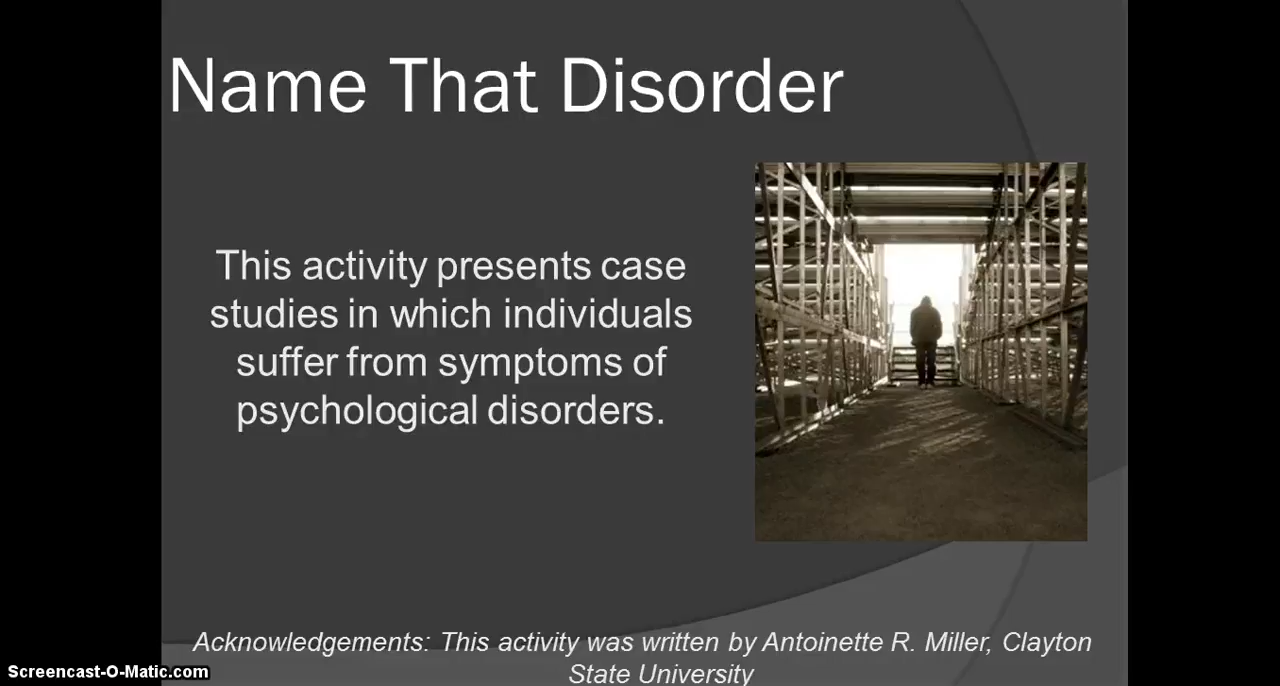 Name That Disorder
This activity presents case
studies in which individuals
suffer from symptoms of
psychological disorders.
Acknowledgements: This activity was written by Antoinette R. Miller, Clayton
State University
Screencast-O-Matic.com